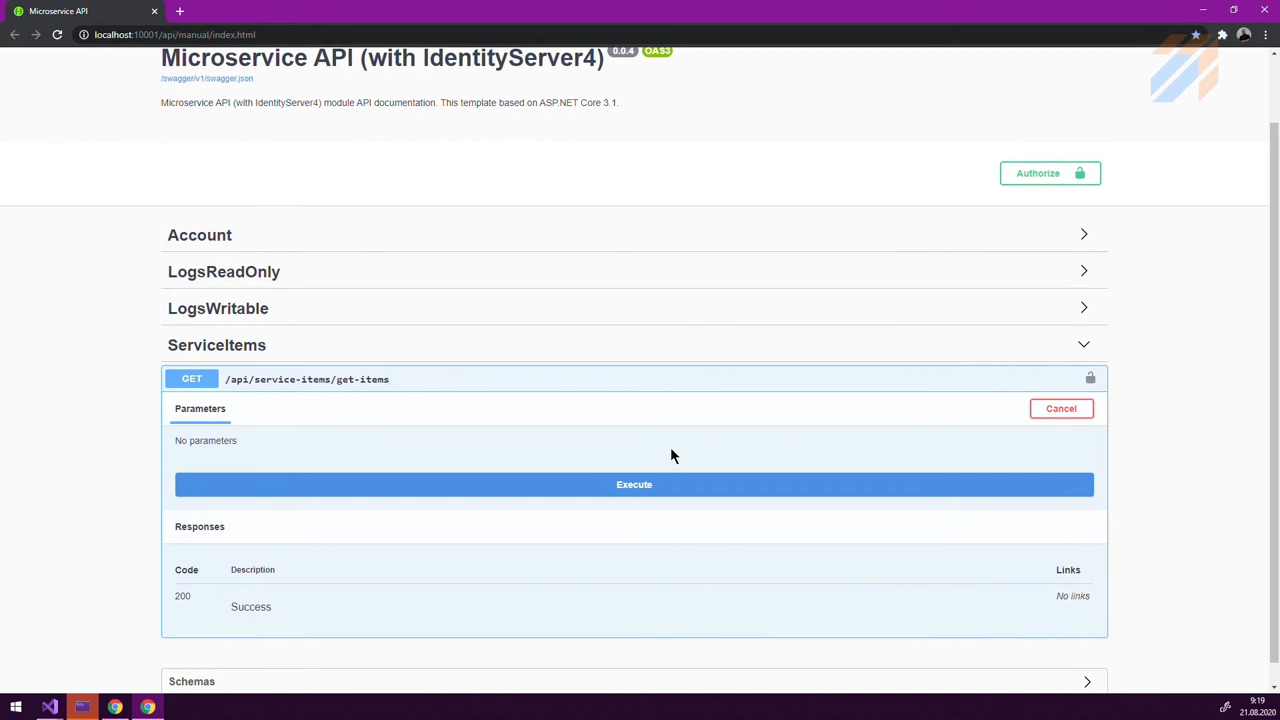 Microservice API
localhost:10001/api/manual/index.html
Microservice API (with IdentityServer4) 0.0.4 OAS3
/swagger/v1/swagger.json
Microservice API (with IdentityServer4) module API documentation. This template based on ASP.NET Core 3.1.
Authorize
Account
LogsReadOnly
LogsWritable
ServiceItems
GET /api/service-items/get-items
Parameters Cancel
No parameters
Execute
Responses
Code Description Links
200 Success No links
Schemas
9:19
21.08.2020